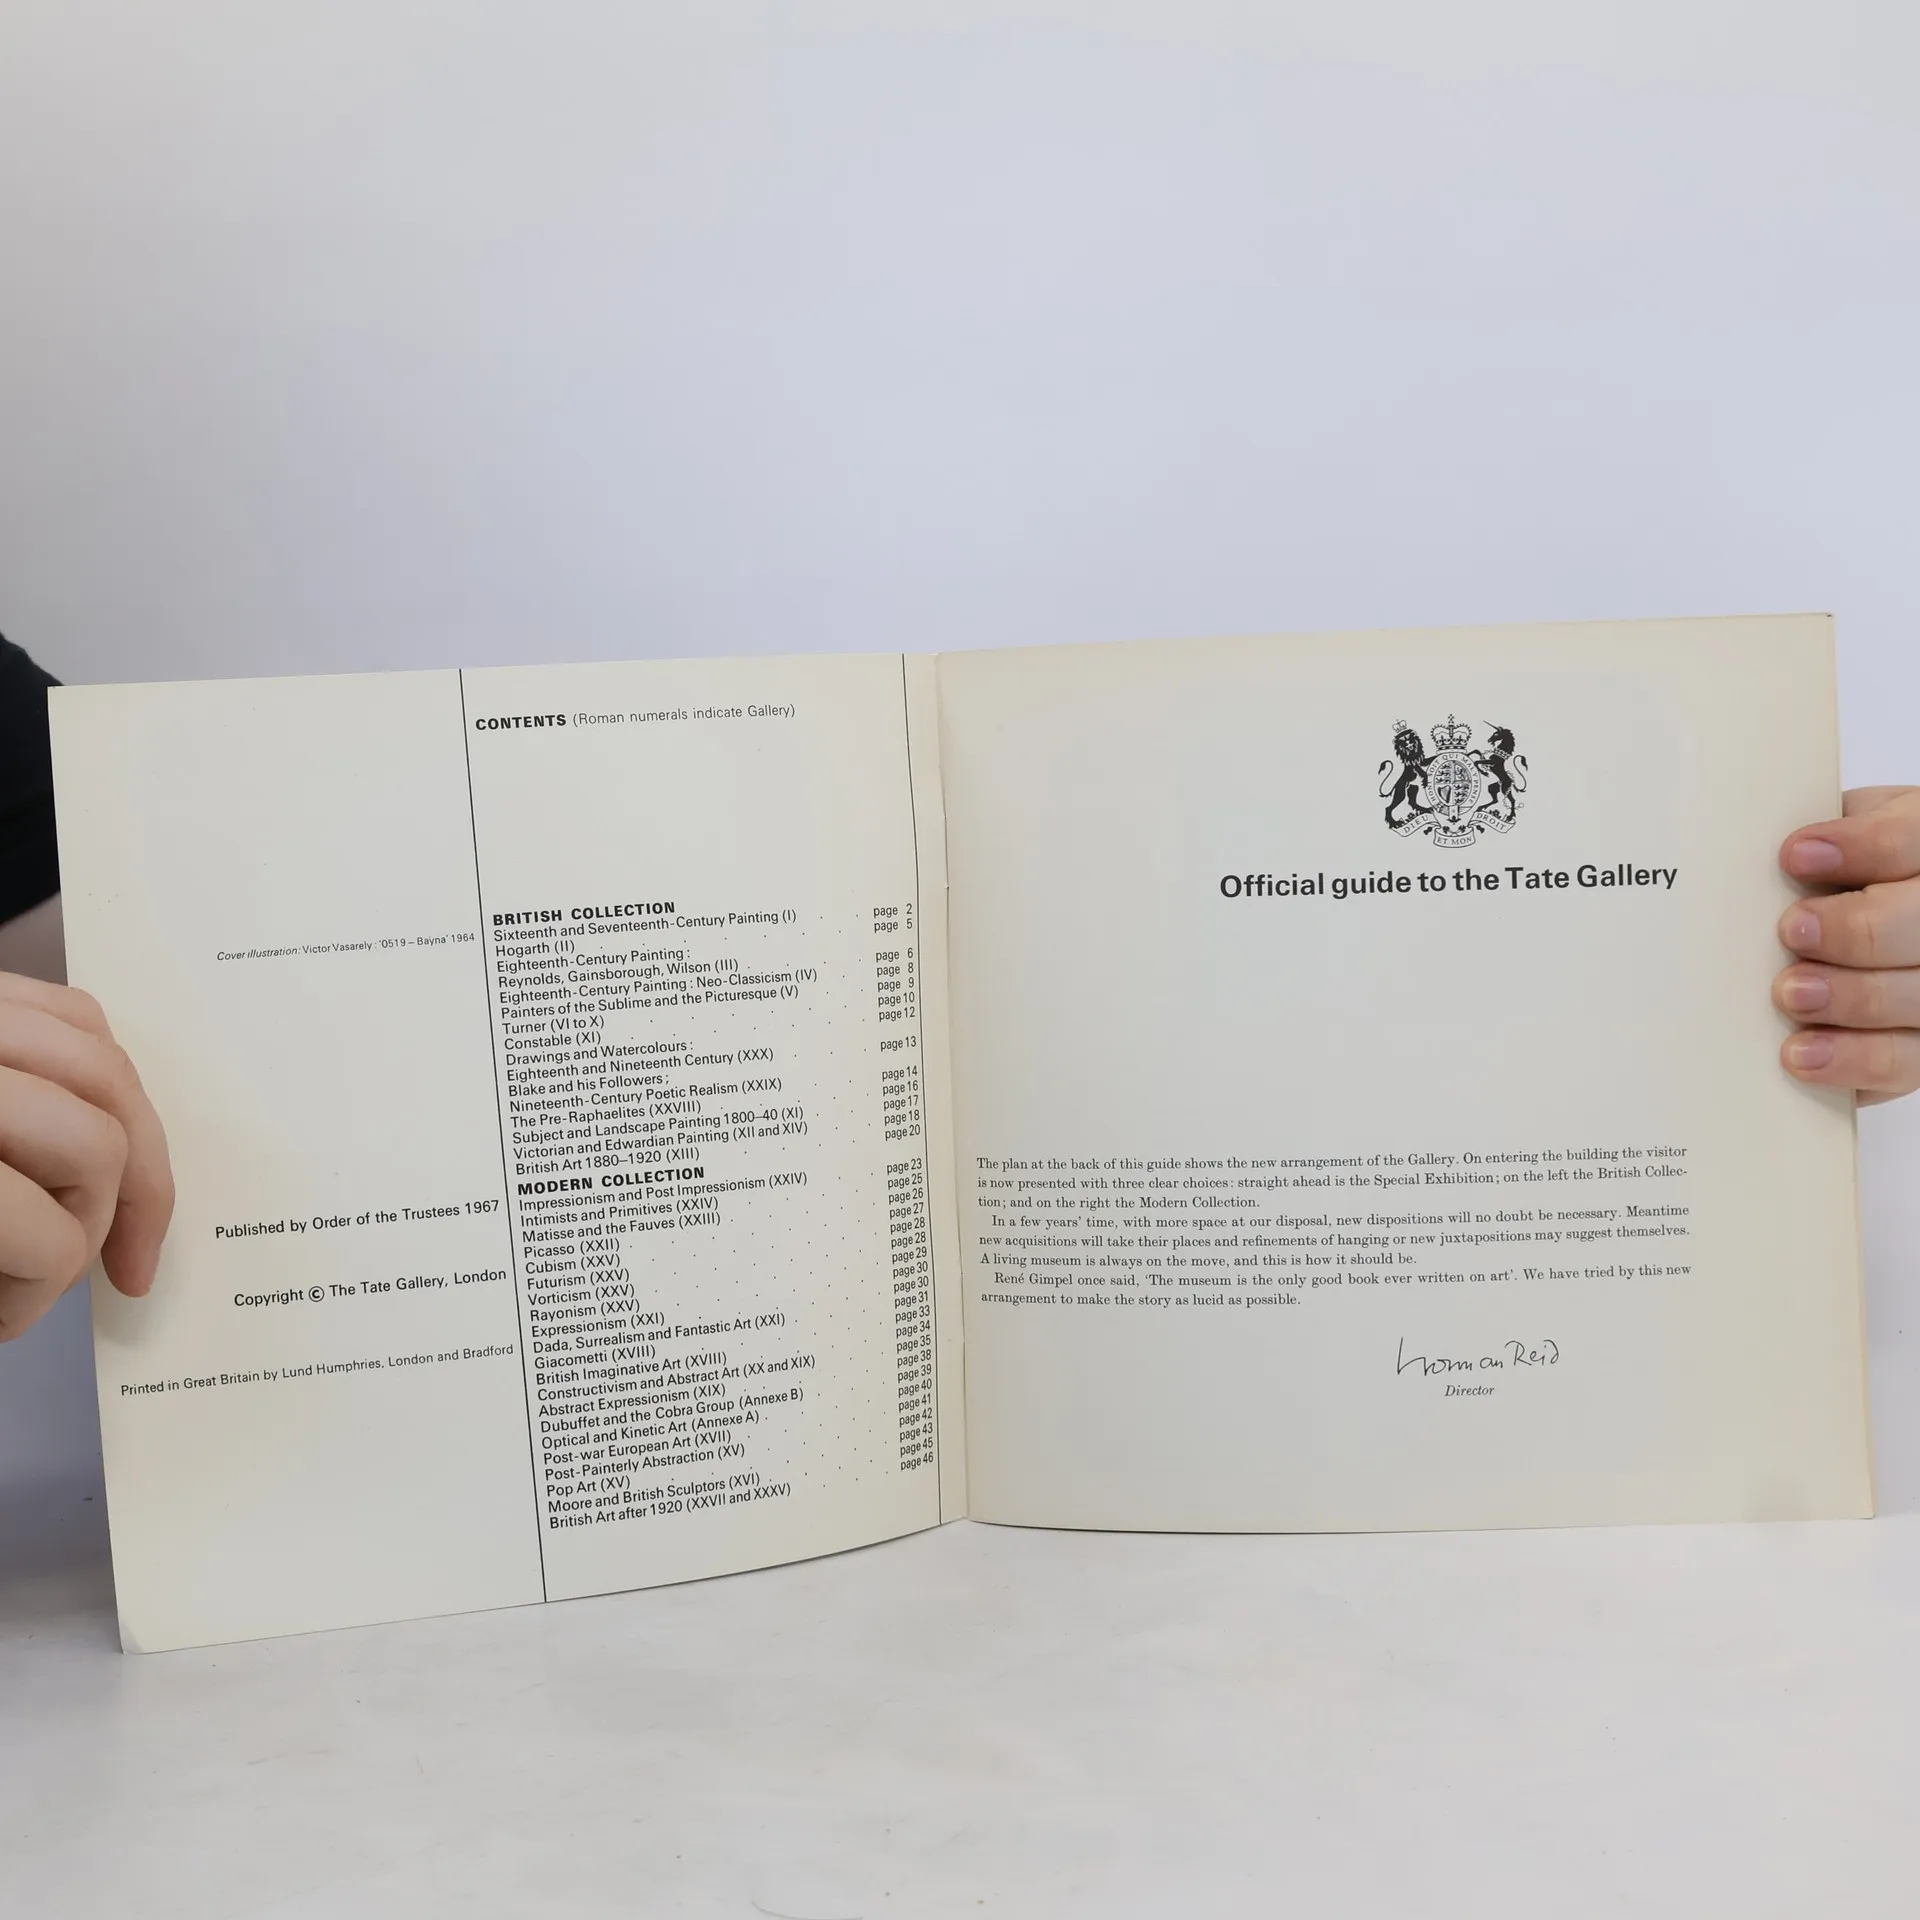 Cover illustration: Victor Vasarely: '0519 – Bayna' 1964
Published by Order of the Trustees 1967
Copyright © The Tate Gallery, London
Printed in Great Britain by Lund Humphries, London and Bradford
CONTENTS (Roman numerals indicate Gallery)
BRITISH COLLECTION
Sixteenth and Seventeenth-Century Painting (I) . . page 2
Hogarth (II) . . . . . . . page 5
Eighteenth-Century Painting:
Reynolds, Gainsborough, Wilson (III) . . . page 6
Eighteenth-Century Painting: Neo-Classicism (IV) . page 8
Painters of the Sublime and the Picturesque (V) . . page 9
Turner (VI to X) . . . . . . page 10
Constable (XI) . . . . . . page 12
Drawings and Watercolours:
Eighteenth and Nineteenth Century (XXX) . . page 13
Blake and his Followers;
Nineteenth-Century Poetic Realism (XXIX) . . page 14
The Pre-Raphaelites (XXVIII) . . . . page 16
Subject and Landscape Painting 1800–40 (XI) . . page 17
Victorian and Edwardian Painting (XII and XIV) . page 18
British Art 1880–1920 (XIII) . . . page 20
MODERN COLLECTION
Impressionism and Post Impressionism (XXIV) . page 23
Intimists and Primitives (XXIV) . . . page 25
Matisse and the Fauves (XXIII) . . . page 26
Picasso (XXII) . . . . . . page 27
Cubism (XXV) . . . . . page 28
Futurism (XXV) . . . . . page 28
Vorticism (XXV) . . . . . page 29
Rayonism (XXV) . . . . . page 30
Expressionism (XXI) . . . . . page 30
Dada, Surrealism and Fantastic Art (XXI) . . . page 31
Giacometti (XVIII) . . . . . page 33
British Imaginative Art (XVIII) . . . . page 34
Constructivism and Abstract Art (XX and XIX) . page 35
Abstract Expressionism (XIX) . . . . page 38
Dubuffet and the Cobra Group (Annexe B) . . page 39
Optical and Kinetic Art (Annexe A) . . . page 40
Post-war European Art (XVII) . . . page 41
Post-Painterly Abstraction (XV) . . . page 42
Pop Art (XV) . . . . . page 43
Moore and British Sculptors (XVI) . . . page 45
British Art after 1920 (XXVII and XXXV) . . page 46
HONI SOIT QUI MAL Y PENSE
DIEU ET MON DROIT
Official guide to the Tate Gallery
The plan at the back of this guide shows the new arrangement of the Gallery. On entering the building the visitor
is now presented with three clear choices: straight ahead is the Special Exhibition; on the left the British Collec-
tion; and on the right the Modern Collection.
In a few years' time, with more space at our disposal, new dispositions will no doubt be necessary. Meantime
new acquisitions will take their places and refinements of hanging or new juxtapositions may suggest themselves.
A living museum is always on the move, and this is how it should be.
René Gimpel once said, 'The museum is the only good book ever written on art'. We have tried by this new
arrangement to make the story as lucid as possible.
Norman Reid
Director